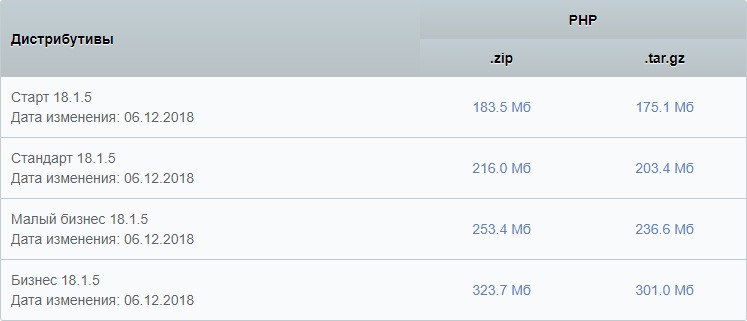 Дистрибутивы
PHP
.zip
.tar.gz
Старт 18.1.5
Дата изменения: 06.12.2018
183.5 Мб
175.1 Мб
Стандарт 18.1.5
Дата изменения: 06.12.2018
216.0 Мб
203.4 Мб
Малый бизнес 18.1.5
Дата изменения: 06.12.2018
253.4 Мб
236.6 Мб
Бизнес 18.1.5
Дата изменения: 06.12.2018
323.7 Мб
301.0 Мб